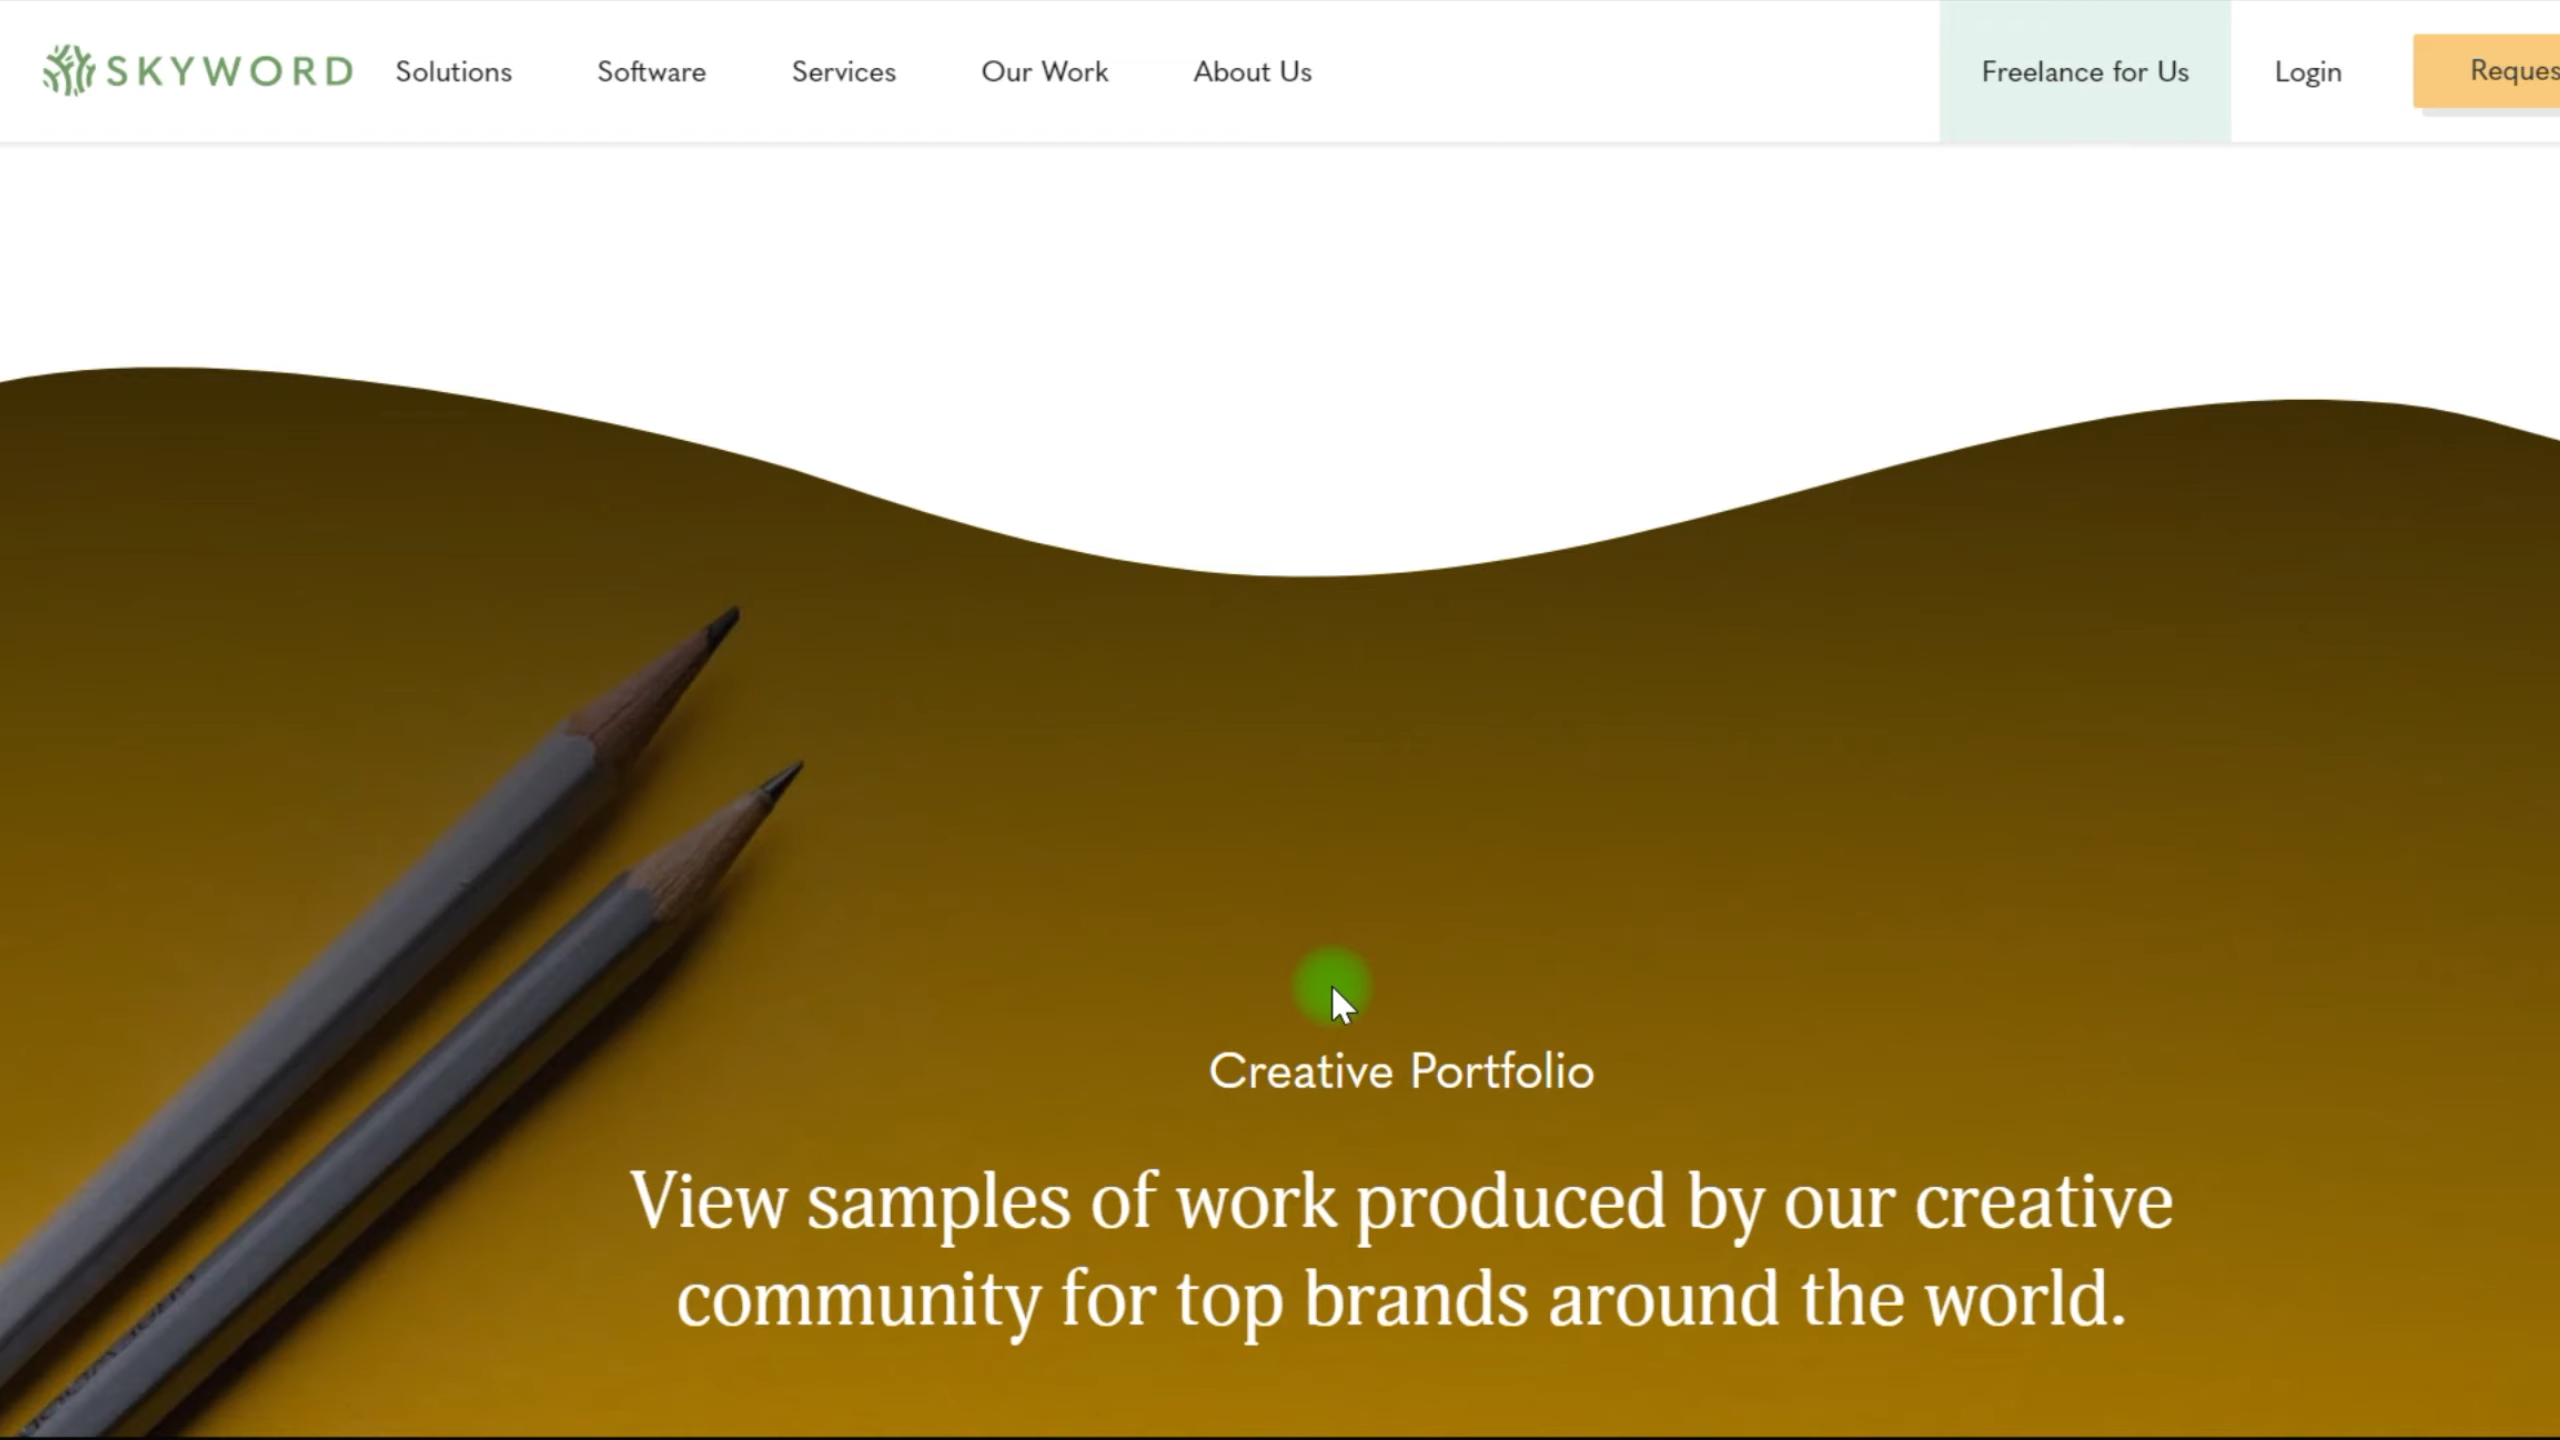 SKYWORD Solutions Software Services Our Work About Us Freelance for Us Login
Creative Portfolio
View samples of work produced by our creative
community for top brands around the world.